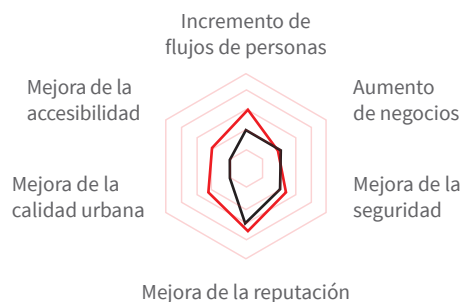 Incremento de
flujos de personas
Mejora de la
accesibilidad
Aumento
de negocios
Mejora de la
calidad urbana
Mejora de la
seguridad
Mejora de la reputación